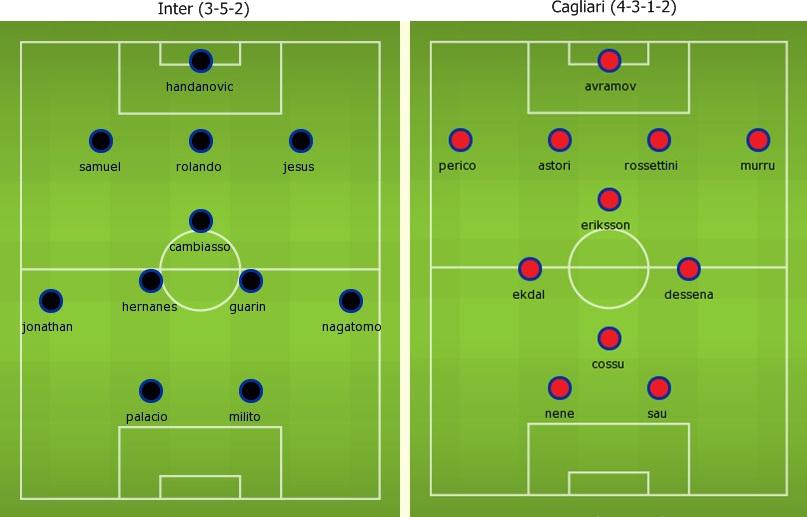 Inter (3-5-2)
handanovic
samuel rolando jesus
cambiasso
hernanes guarin
jonathan nagatomo
palacio milito
Cagliari (4-3-1-2)
avramov
perico astori rossettini murru
eriksson
ekdal dessena
cossu
nene sau